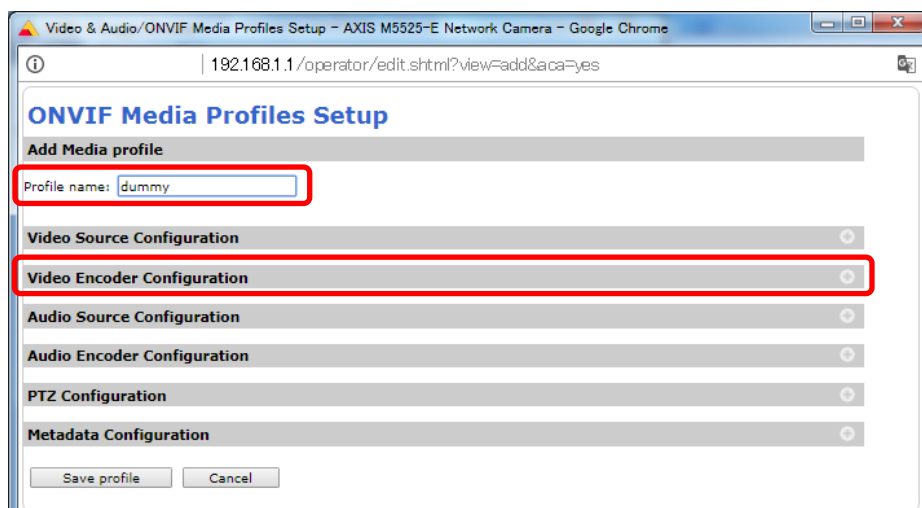 Video & Audio/ONVIF Media Profiles Setup - AXIS M5525-E Network Camera - Google Chrome
192.168.1.1/operator/edit.shtml?view=add&aca=yes
ONVIF Media Profiles Setup
Add Media profile
Profile name: dummy
Video Source Configuration
Video Encoder Configuration
Audio Source Configuration
Audio Encoder Configuration
PTZ Configuration
Metadata Configuration
Save profile Cancel